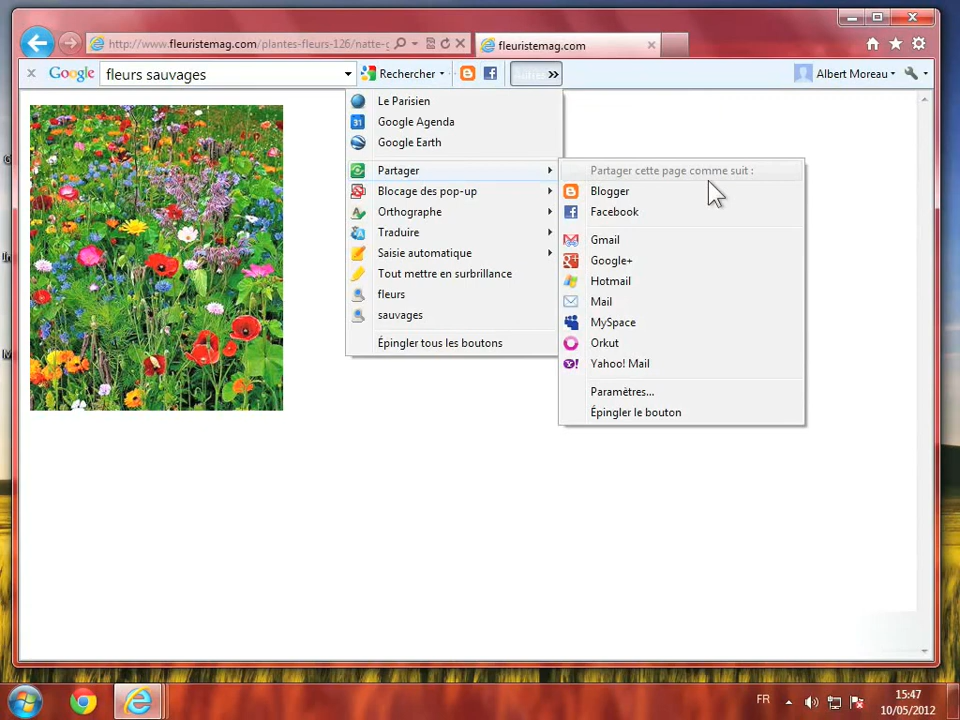 http://www.fleuristemag.com/plantes-fleurs-126/natte-g
fleuristemag.com
Google
fleurs sauvages
Rechercher
Autres
Albert Moreau
Le Parisien
31
Google Agenda
Google Earth
Partager
Blocage des pop-up
Orthographe
Traduire
Saisie automatique
Tout mettre en surbrillance
fleurs
sauvages
Épingler tous les boutons
Partager cette page comme suit :
Blogger
Facebook
Gmail
Google+
Hotmail
Mail
MySpace
Orkut
Yahoo! Mail
Paramètres...
Épingler le bouton
FR
15:47
10/05/2012